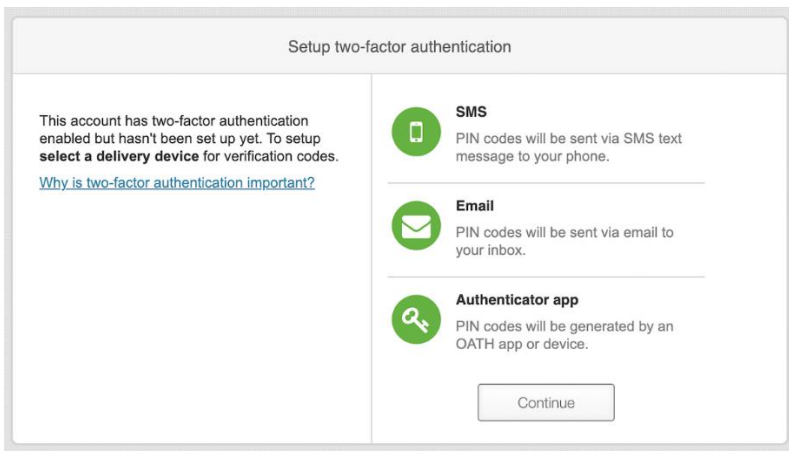 Setup two-factor authentication
This account has two-factor authentication
enabled but hasn't been set up yet. To setup
select a delivery device for verification codes.
Why is two-factor authentication important?
SMS
PIN codes will be sent via SMS text
message to your phone.
Email
PIN codes will be sent via email to
your inbox.
Authenticator app
PIN codes will be generated by an
OATH app or device.
Continue